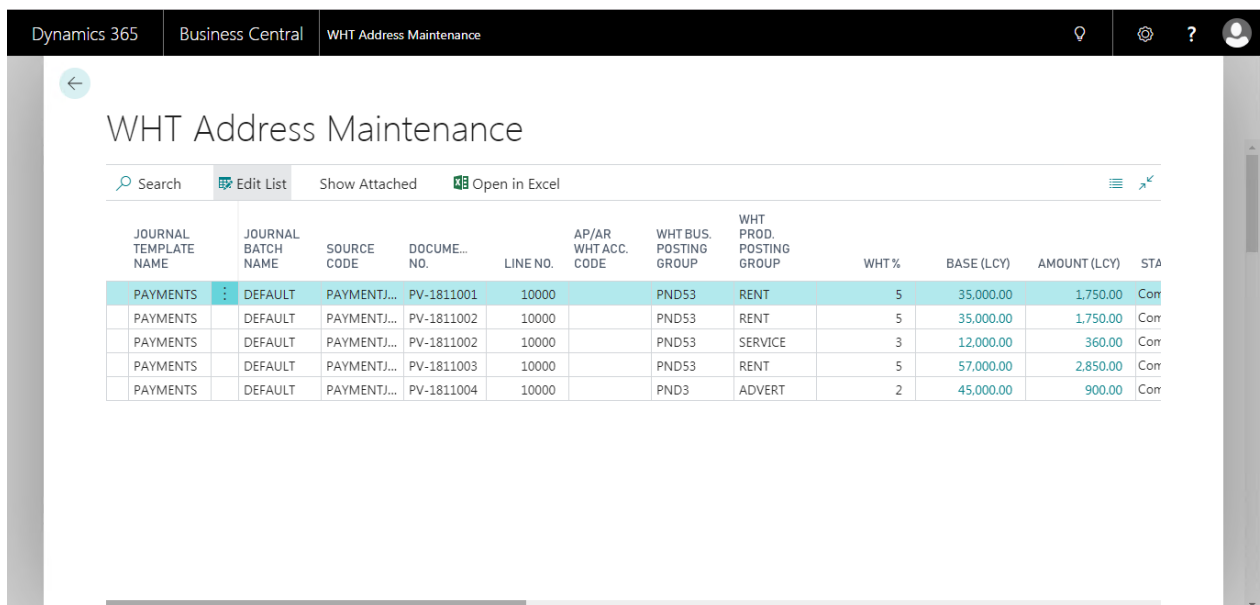 Dynamics 365 Business Central WHT Address Maintenance ?
WHT Address Maintenance
Search Edit List Show Attached Open in Excel
JOURNAL TEMPLATE NAME JOURNAL BATCH NAME SOURCE CODE DOCUME... NO. LINE NO. AP/AR WHT ACC. CODE WHT BUS. POSTING GROUP WHT PROD. POSTING GROUP WHT % BASE (LCY) AMOUNT (LCY) STA
PAYMENTS DEFAULT PAYMENTJ... PV-1811001 10000 PND53 RENT 5 35,000.00 1,750.00 Com
PAYMENTS DEFAULT PAYMENTJ... PV-1811002 10000 PND53 RENT 5 35,000.00 1,750.00 Com
PAYMENTS DEFAULT PAYMENTJ... PV-1811002 10000 PND53 SERVICE 3 12,000.00 360.00 Com
PAYMENTS DEFAULT PAYMENTJ... PV-1811003 10000 PND53 RENT 5 57,000.00 2,850.00 Com
PAYMENTS DEFAULT PAYMENTJ... PV-1811004 10000 PND3 ADVERT 2 45,000.00 900.00 Com